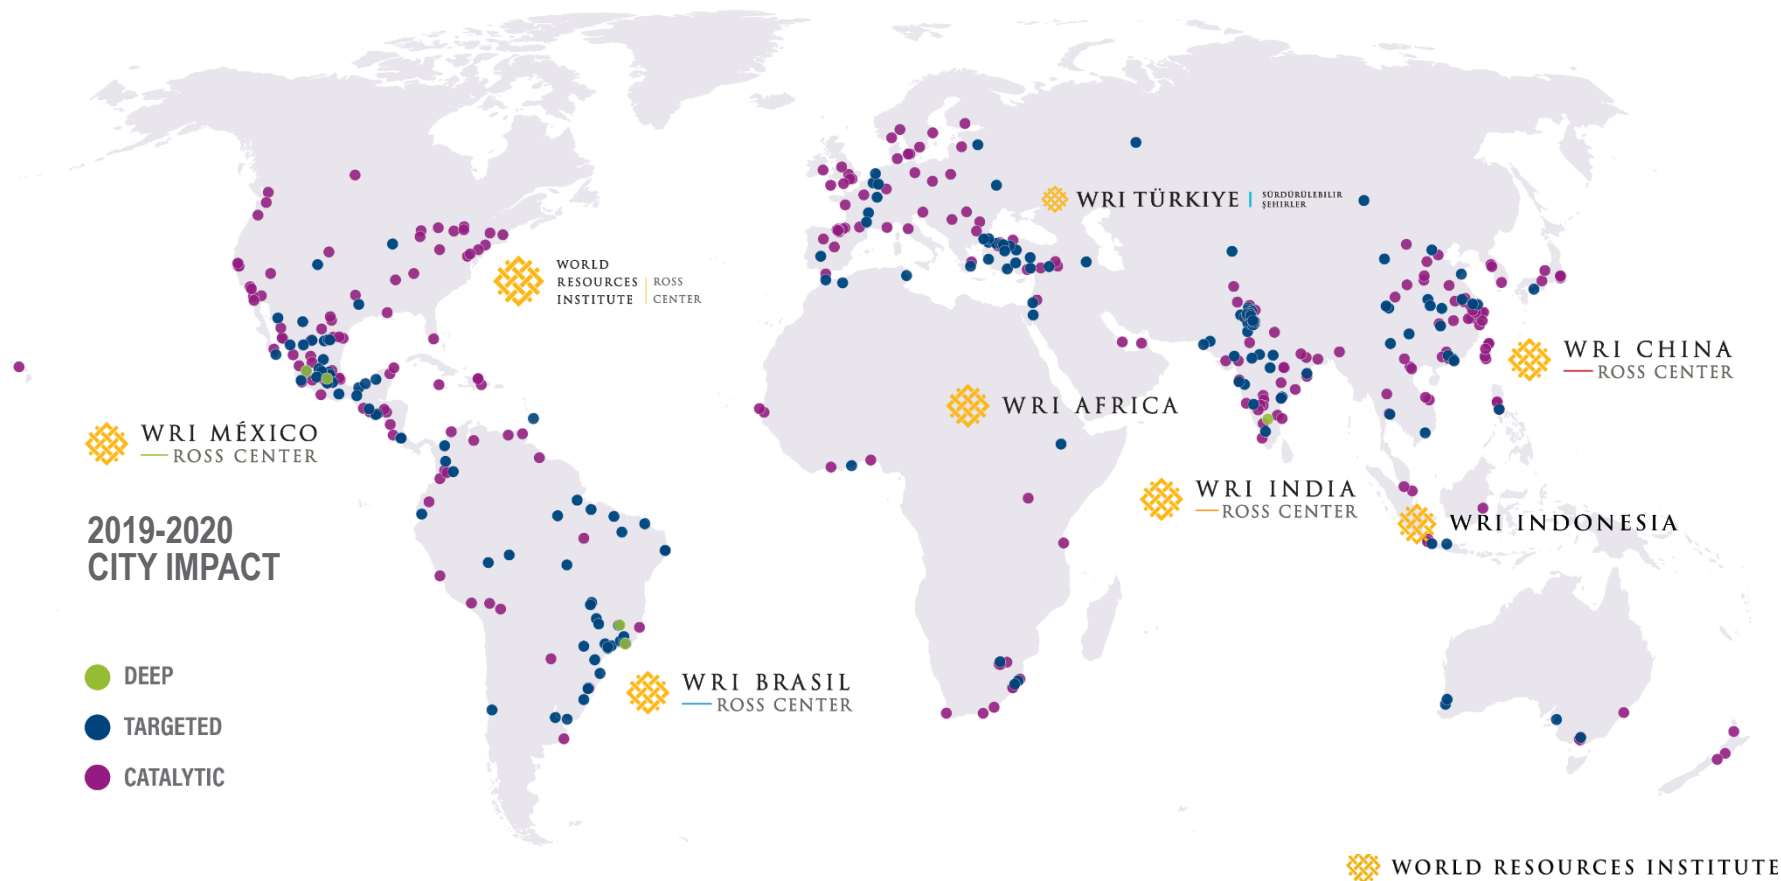 WRI TÜRKIYE
SÜRDÜRÜLEBILIR
ŞEHIRLER
WORLD
RESOURCES
INSTITUTE
ROSS
CENTER
WRI CHINA
ROSS CENTER
WRI AFRICA
WRI MÉXICO
ROSS CENTER
WRI INDIA
ROSS CENTER
WRI INDONESIA
2019-2020
CITY IMPACT
DEEP
TARGETED
CATALYTIC
WRI BRASIL
ROSS CENTER
WORLD RESOURCES INSTITUTE